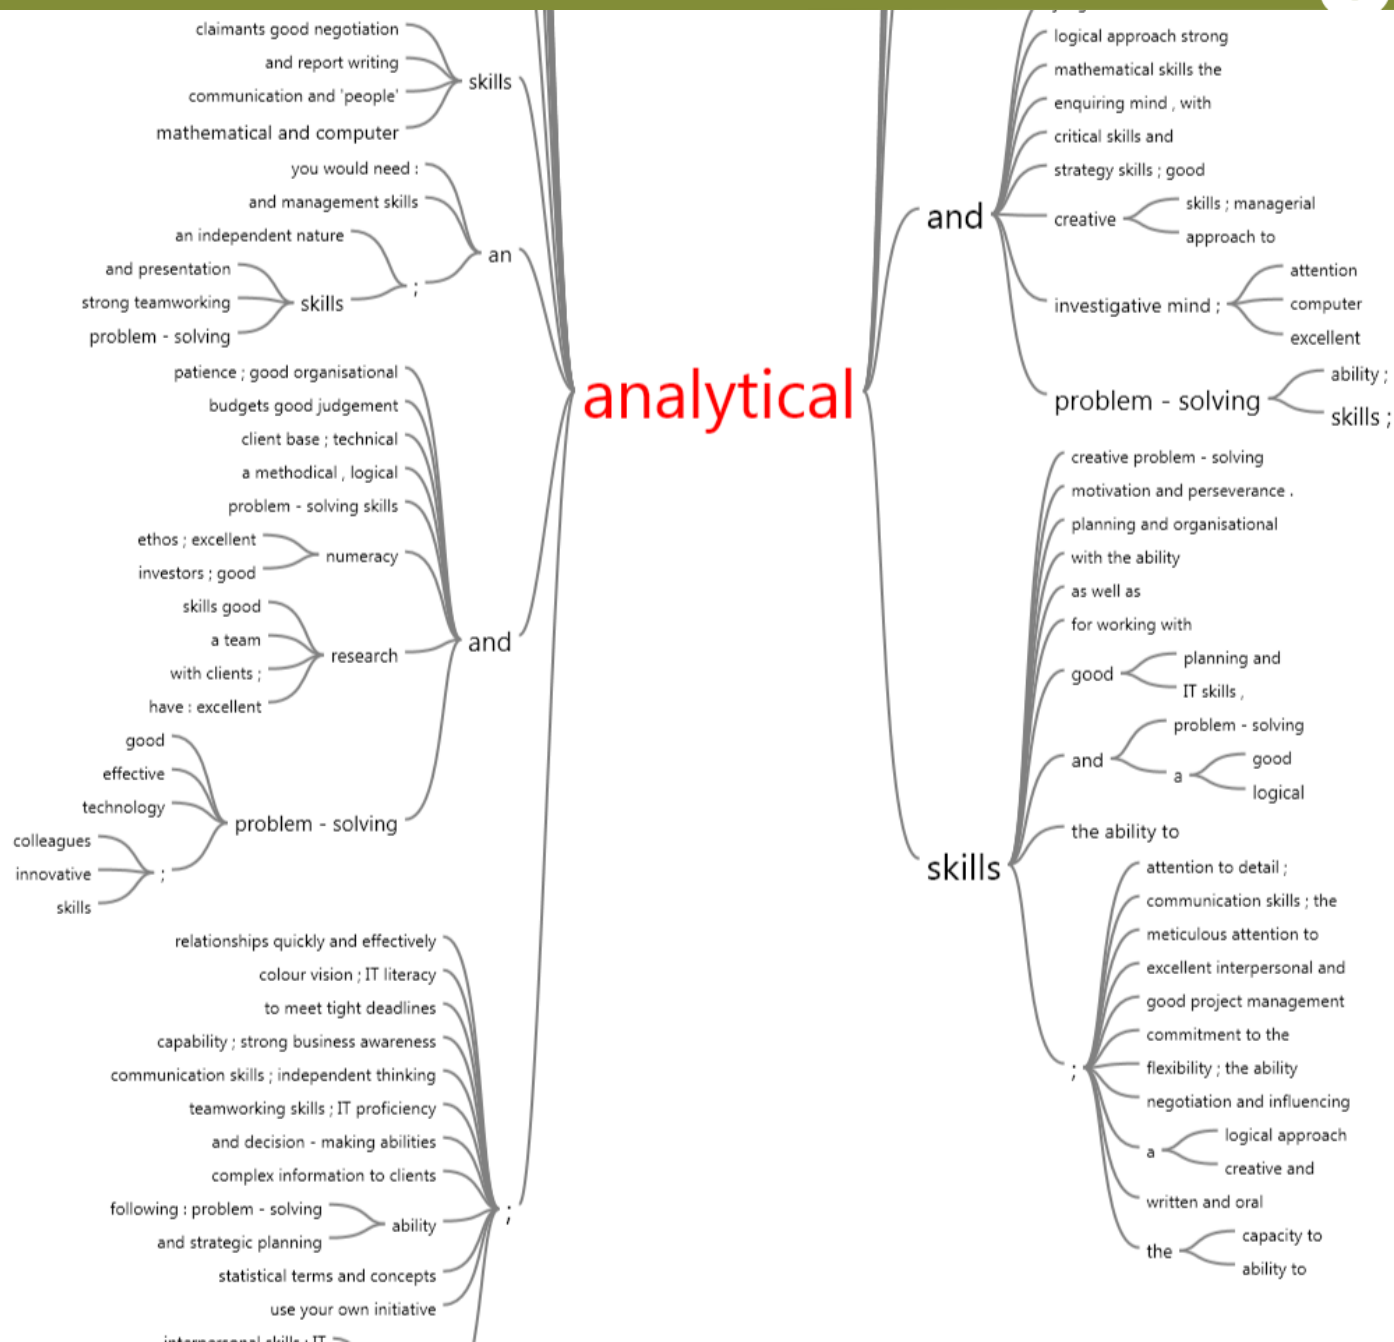 claimants good negotiation
and report writing
communication and 'people'
mathematical and computer
skills
you would need :
and management skills
an independent nature
and presentation
strong teamworking
problem - solving
skills
;
an
patience ; good organisational
budgets good judgement
client base ; technical
a methodical , logical
problem - solving skills
ethos ; excellent
investors ; good
numeracy
skills good
a team
with clients ;
have : excellent
research
and
good
effective
technology
colleagues
innovative
skills
;
problem - solving
relationships quickly and effectively
colour vision ; IT literacy
to meet tight deadlines
capability ; strong business awareness
communication skills ; independent thinking
teamworking skills ; IT proficiency
and decision - making abilities
complex information to clients
following : problem - solving
and strategic planning
ability
;
statistical terms and concepts
use your own initiative
interpersonal skills ; IT
analytical
and
logical approach strong
mathematical skills the
enquiring mind , with
critical skills and
strategy skills ; good
creative
skills ; managerial
approach to
investigative mind ;
attention
computer
excellent
problem - solving
ability ;
skills ;
skills
creative problem - solving
motivation and perseverance .
planning and organisational
with the ability
as well as
for working with
good
planning and
IT skills ,
and
problem - solving
a
good
logical
the ability to
;
attention to detail ;
communication skills ; the
meticulous attention to
excellent interpersonal and
good project management
commitment to the
flexibility ; the ability
negotiation and influencing
a
logical approach
creative and
written and oral
the
capacity to
ability to